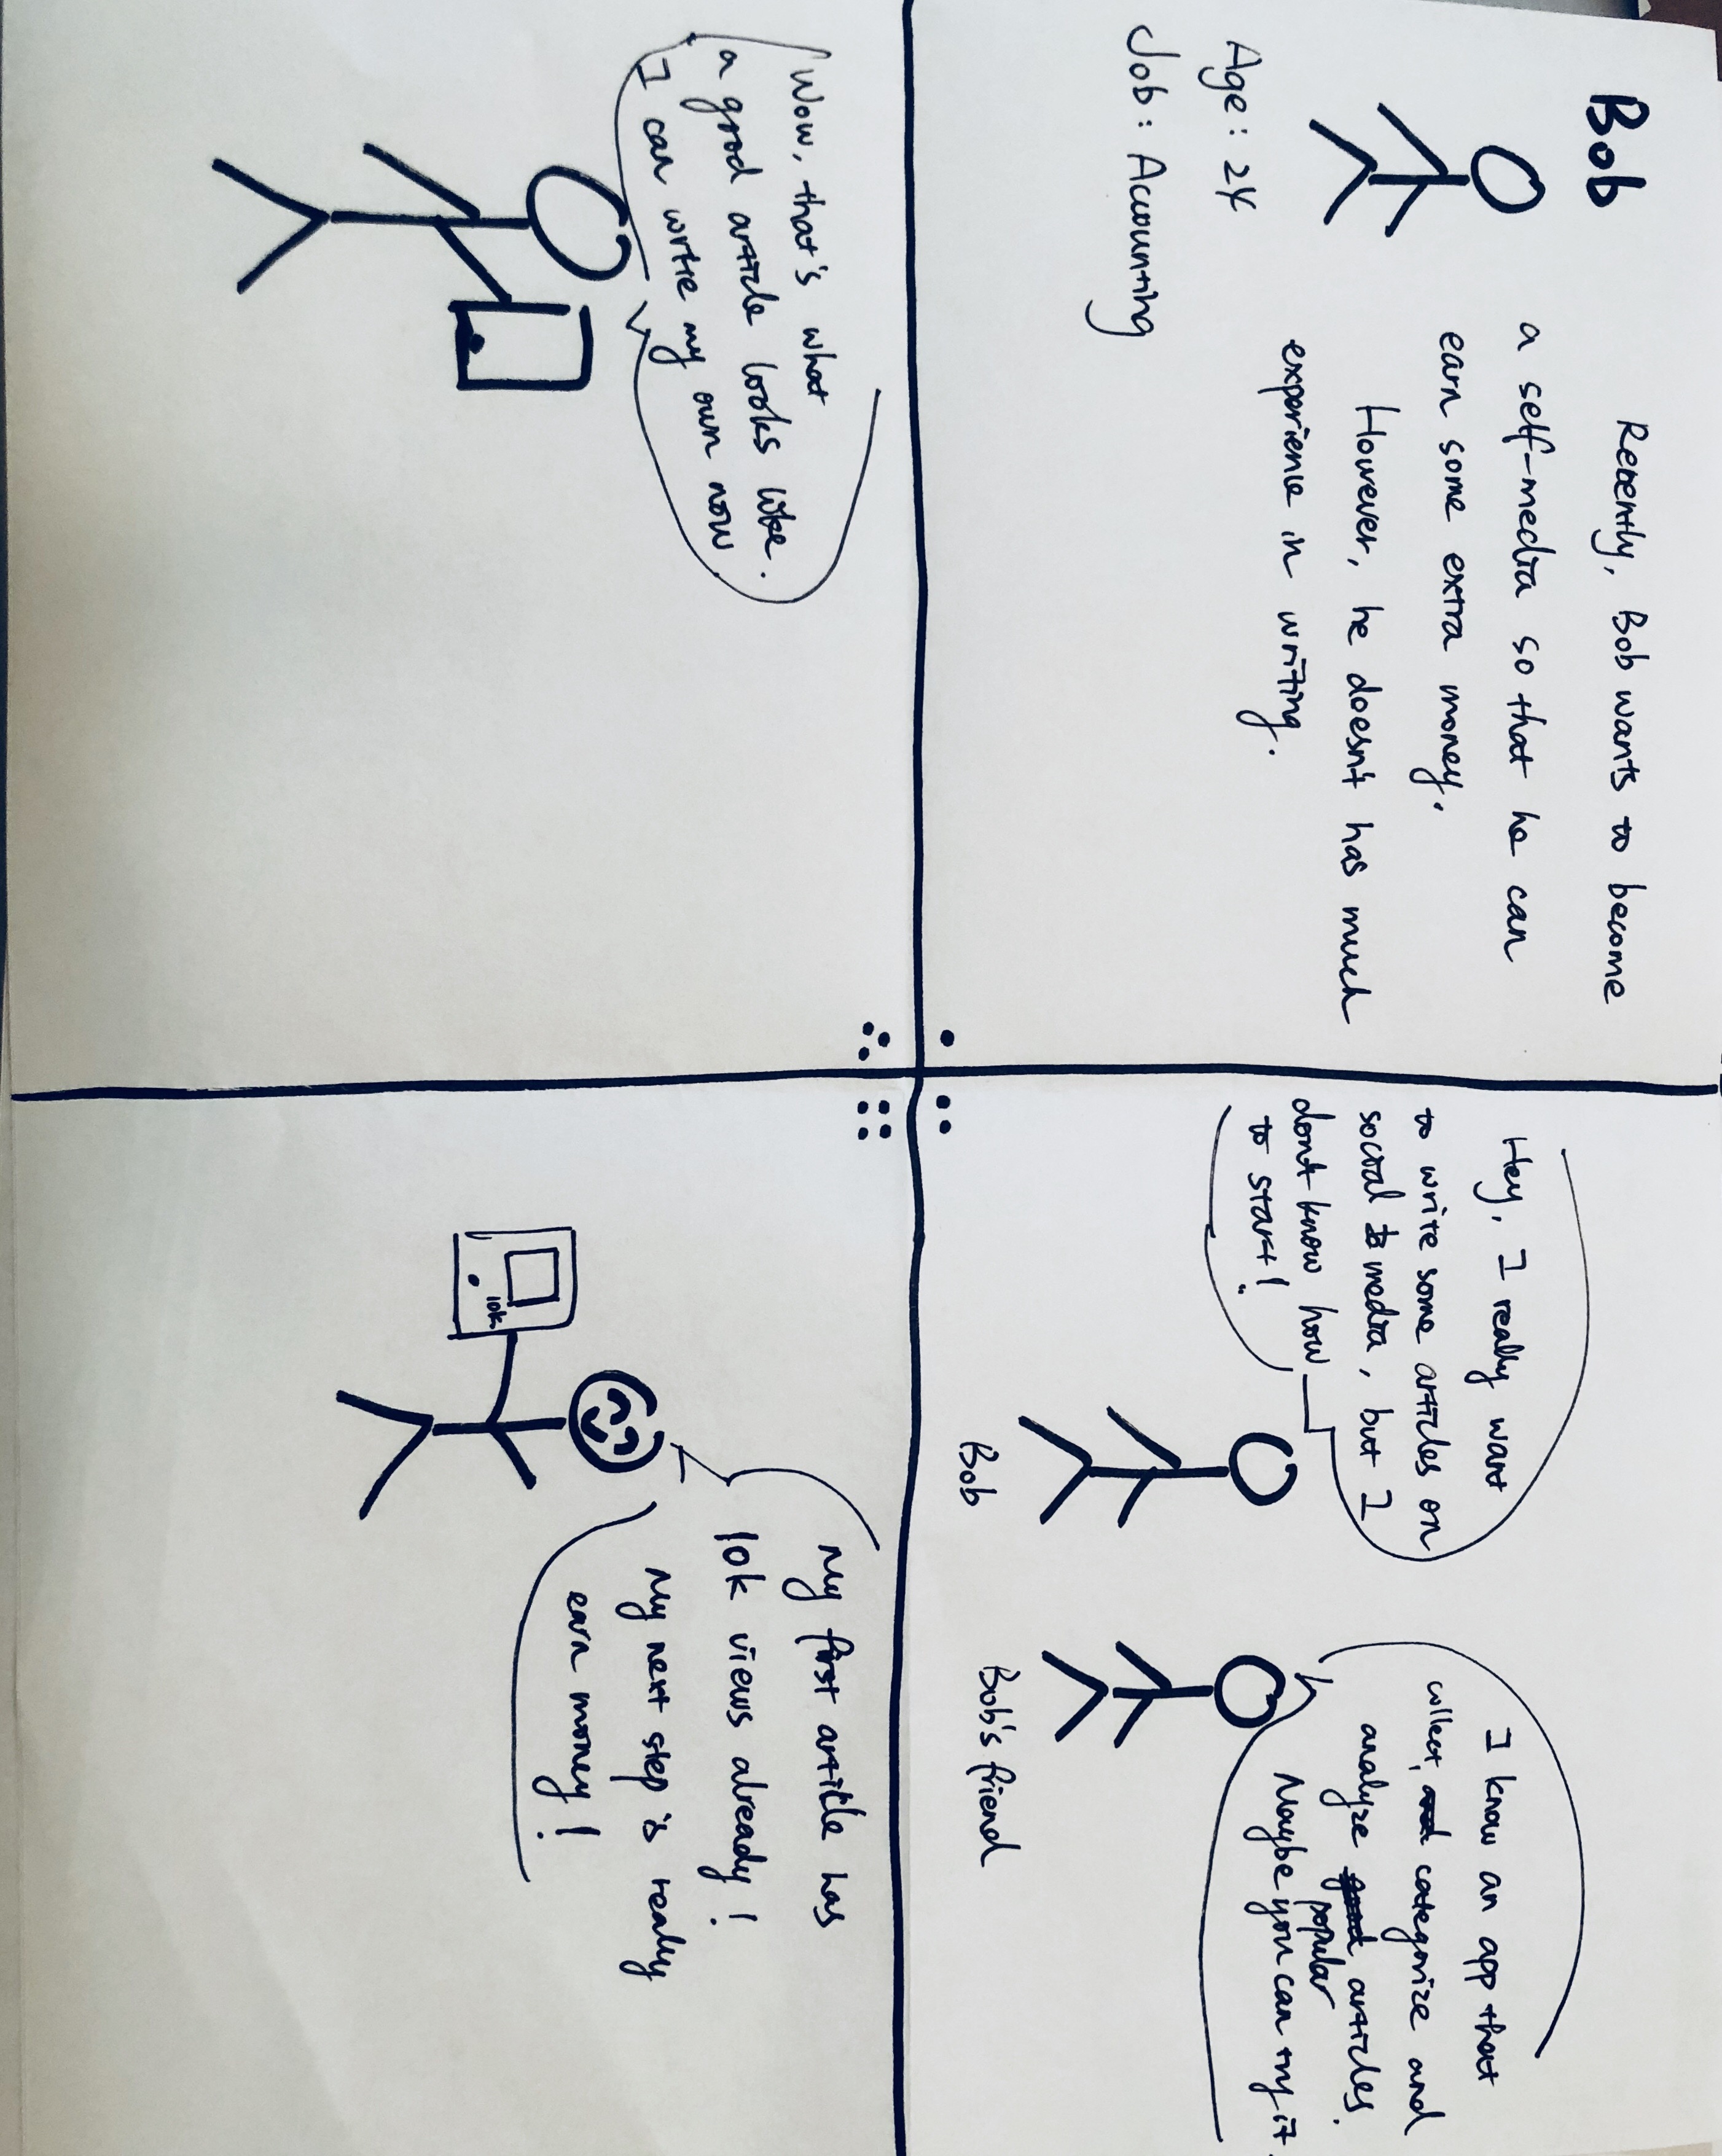 Bob
Recently, Bob wants to become
a self-media so that he can
earn some extra money.
However, he doesn't has much
experience in writing.
Age: 24
Job: Accounting
Hey, I really want
to write some articles on
social media, but I
don't know how
to start!
Bob
I know an app that
collect, and categorize and
analyze good articles.
popular
Maybe you can try it.
Bob's friend
Wow, that's what
a good article looks like.
I can wrtie my own now
My first article has
10k views already!
My next step is really
earn money!
10k